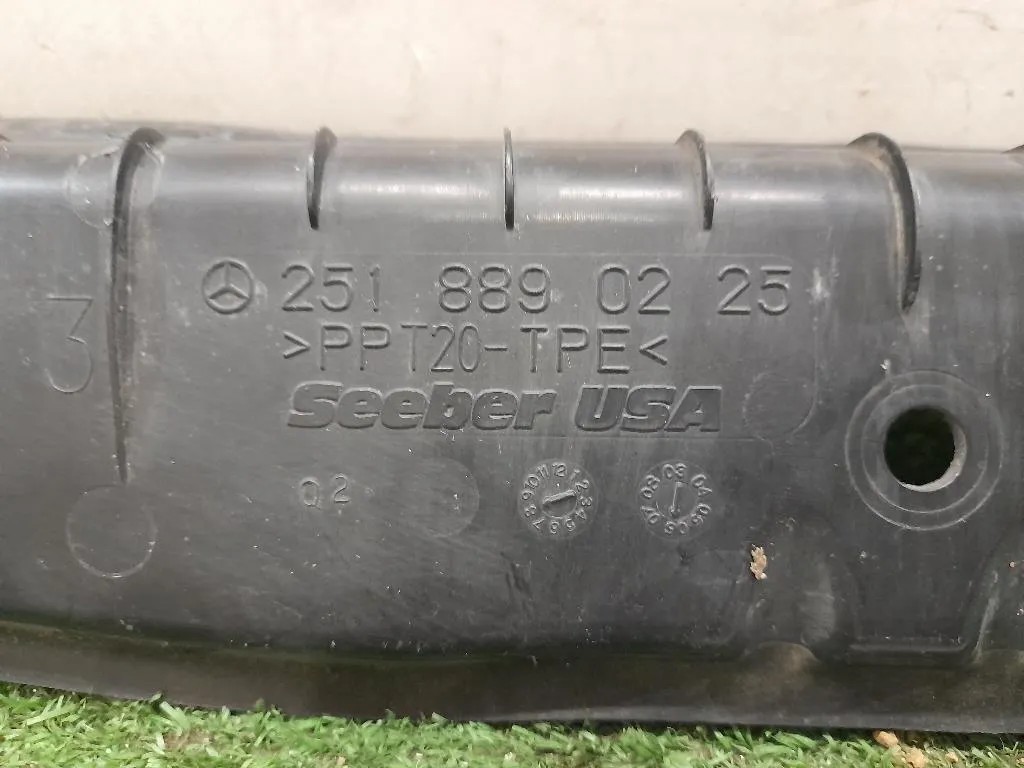 251 889 02 25
>PPT20-TPE<
Seeber USA
3
02